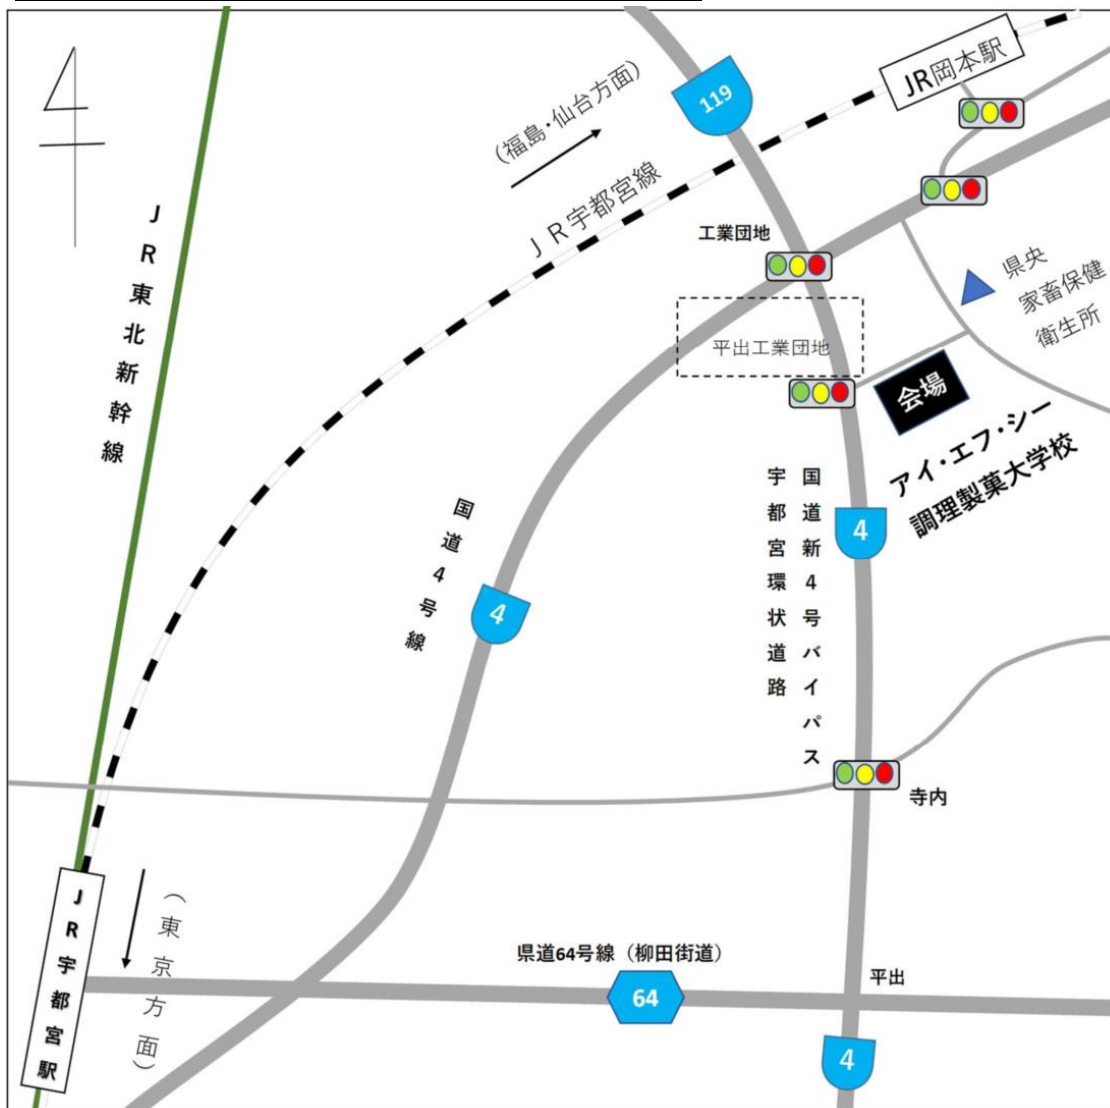 119
JR岡本駅
(福島・仙台方面)
JR宇都宮線
JR東北新幹線
工業団地
県央
家畜保健
衛生所
平出工業団地
会場
アイ・エフ・シー
調理製菓大学校
国道4号線
4
国道新4号バイパス
宇都宮環状道路
4
寺内
JR宇都宮駅
(東京方面)
県道64号線（柳田街道）
64
平出
4